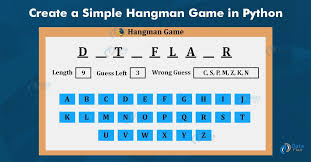 Create a Simple Hangman Game in Python
Hangman Game
D _ T _ F L A _ R
Length 9 Guess Left 3 Wrong Guess C, S, P, M, Z, K, N
A B C D E F G H I J
K L M N O P Q R S T
U V W X Y Z